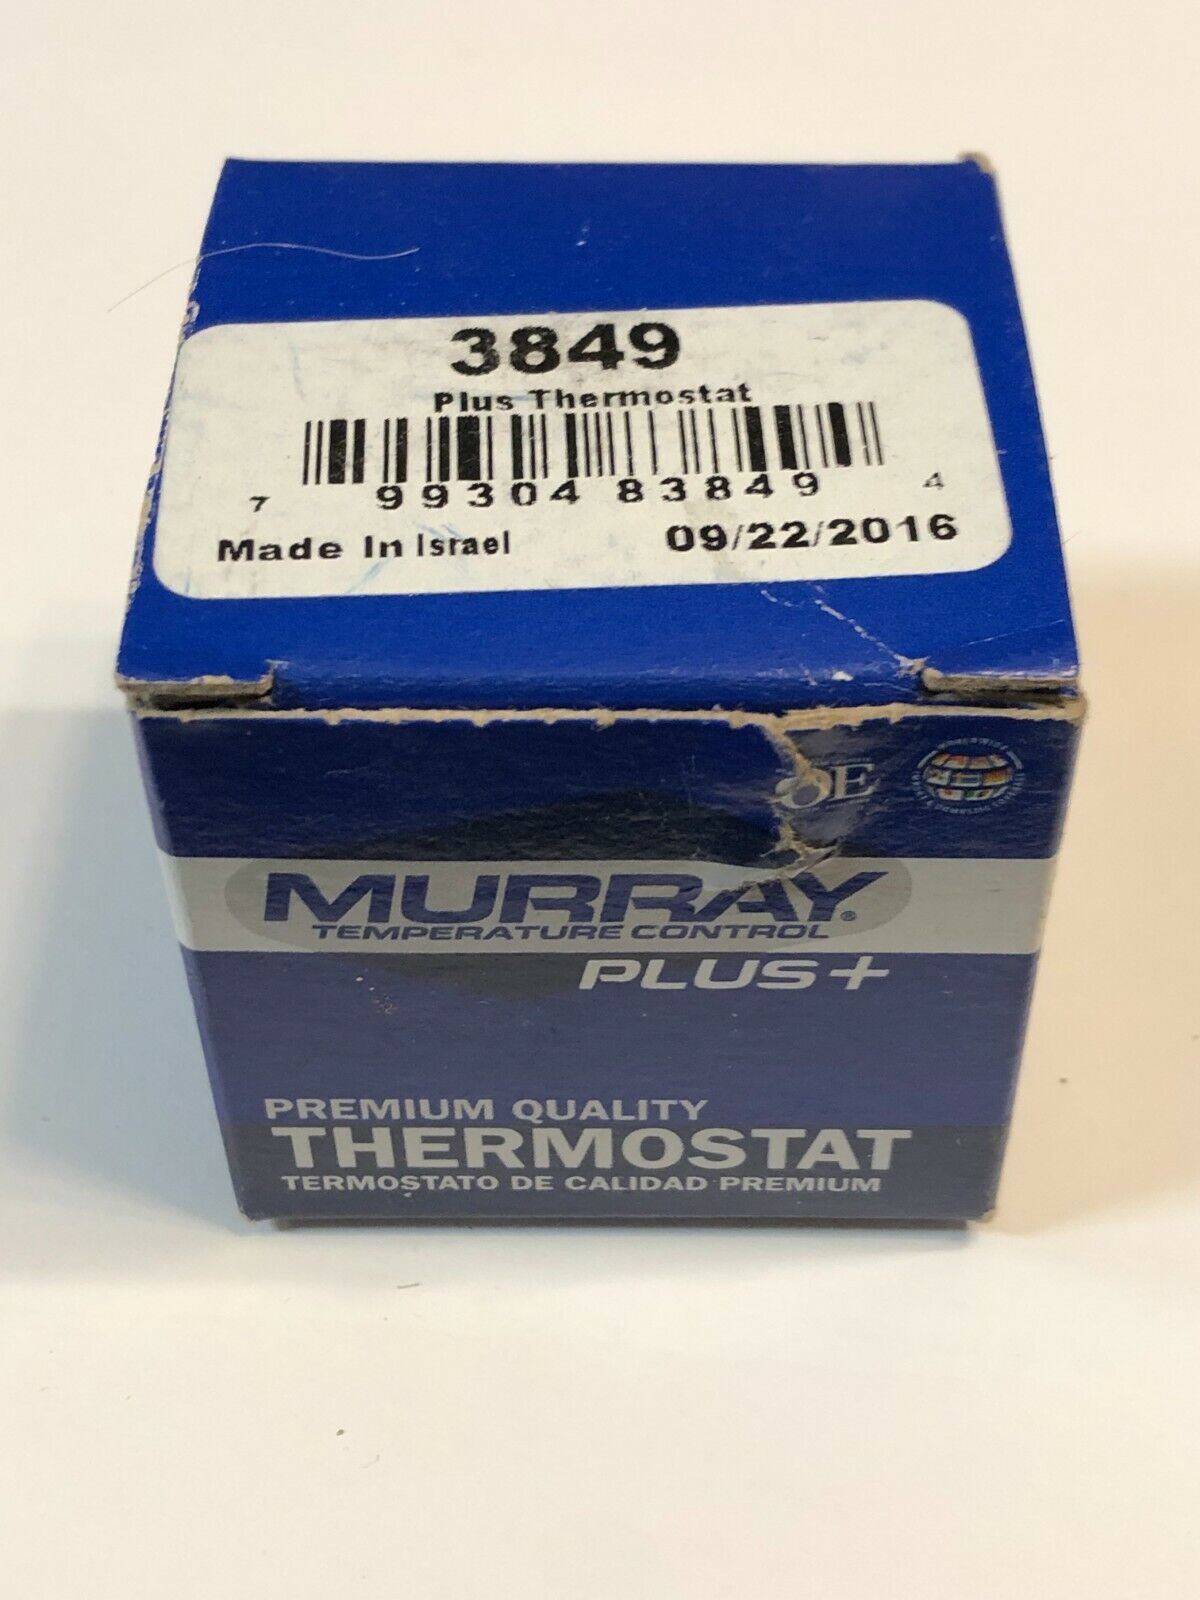 3849
Plus Thermostat
7 99304 83849 4
Made In Israel 09/22/2016
OE
MURRAY®
TEMPERATURE CONTROL
PLUS+
PREMIUM QUALITY
THERMOSTAT
TERMOSTATO DE CALIDAD PREMIUM